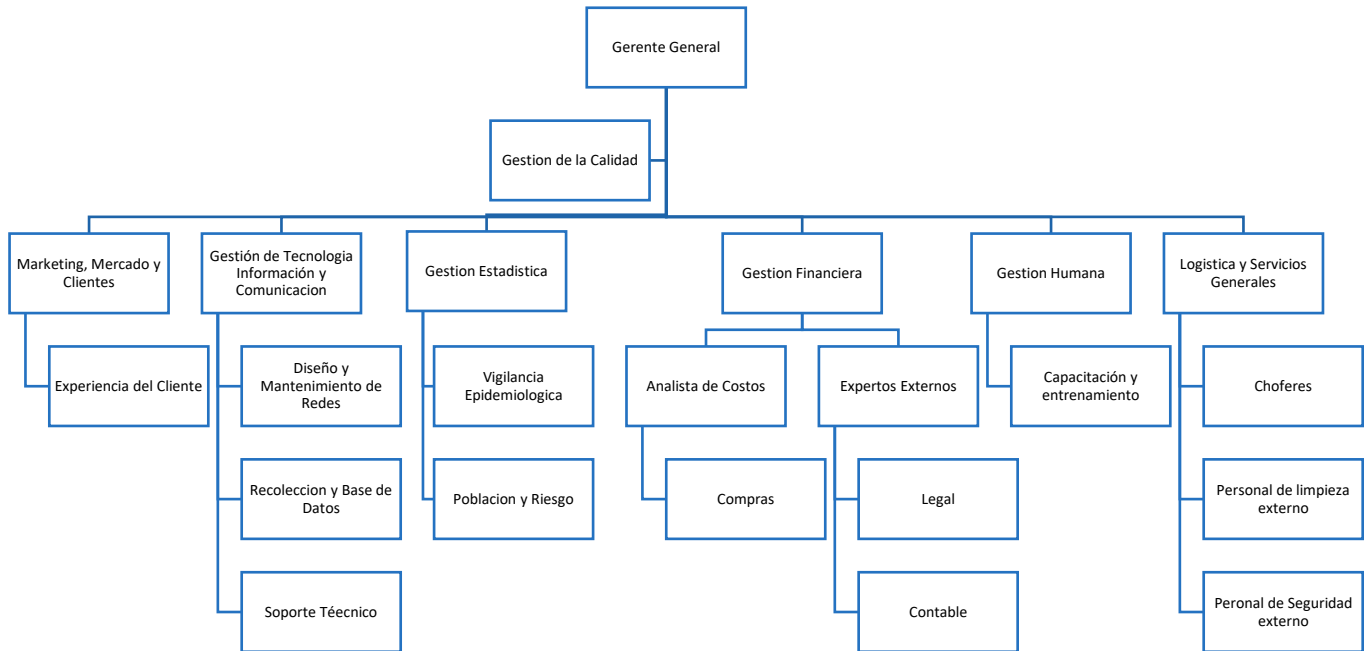 Gerente General
Gestion de la Calidad
Marketing, Mercado y
Clientes
Gestión de Tecnologia
Información y
Comunicacion
Gestion Estadistica
Gestion Financiera
Gestion Humana
Logistica y Servicios
Generales
Experiencia del Cliente
Diseño y
Mantenimiento de
Redes
Vigilancia
Epidemiologica
Analista de Costos
Expertos Externos
Capacitación y
entrenamiento
Choferes
Recoleccion y Base de
Datos
Poblacion y Riesgo
Compras
Legal
Personal de limpieza
externo
Soporte Téecnico
Contable
Peronal de Seguridad
externo